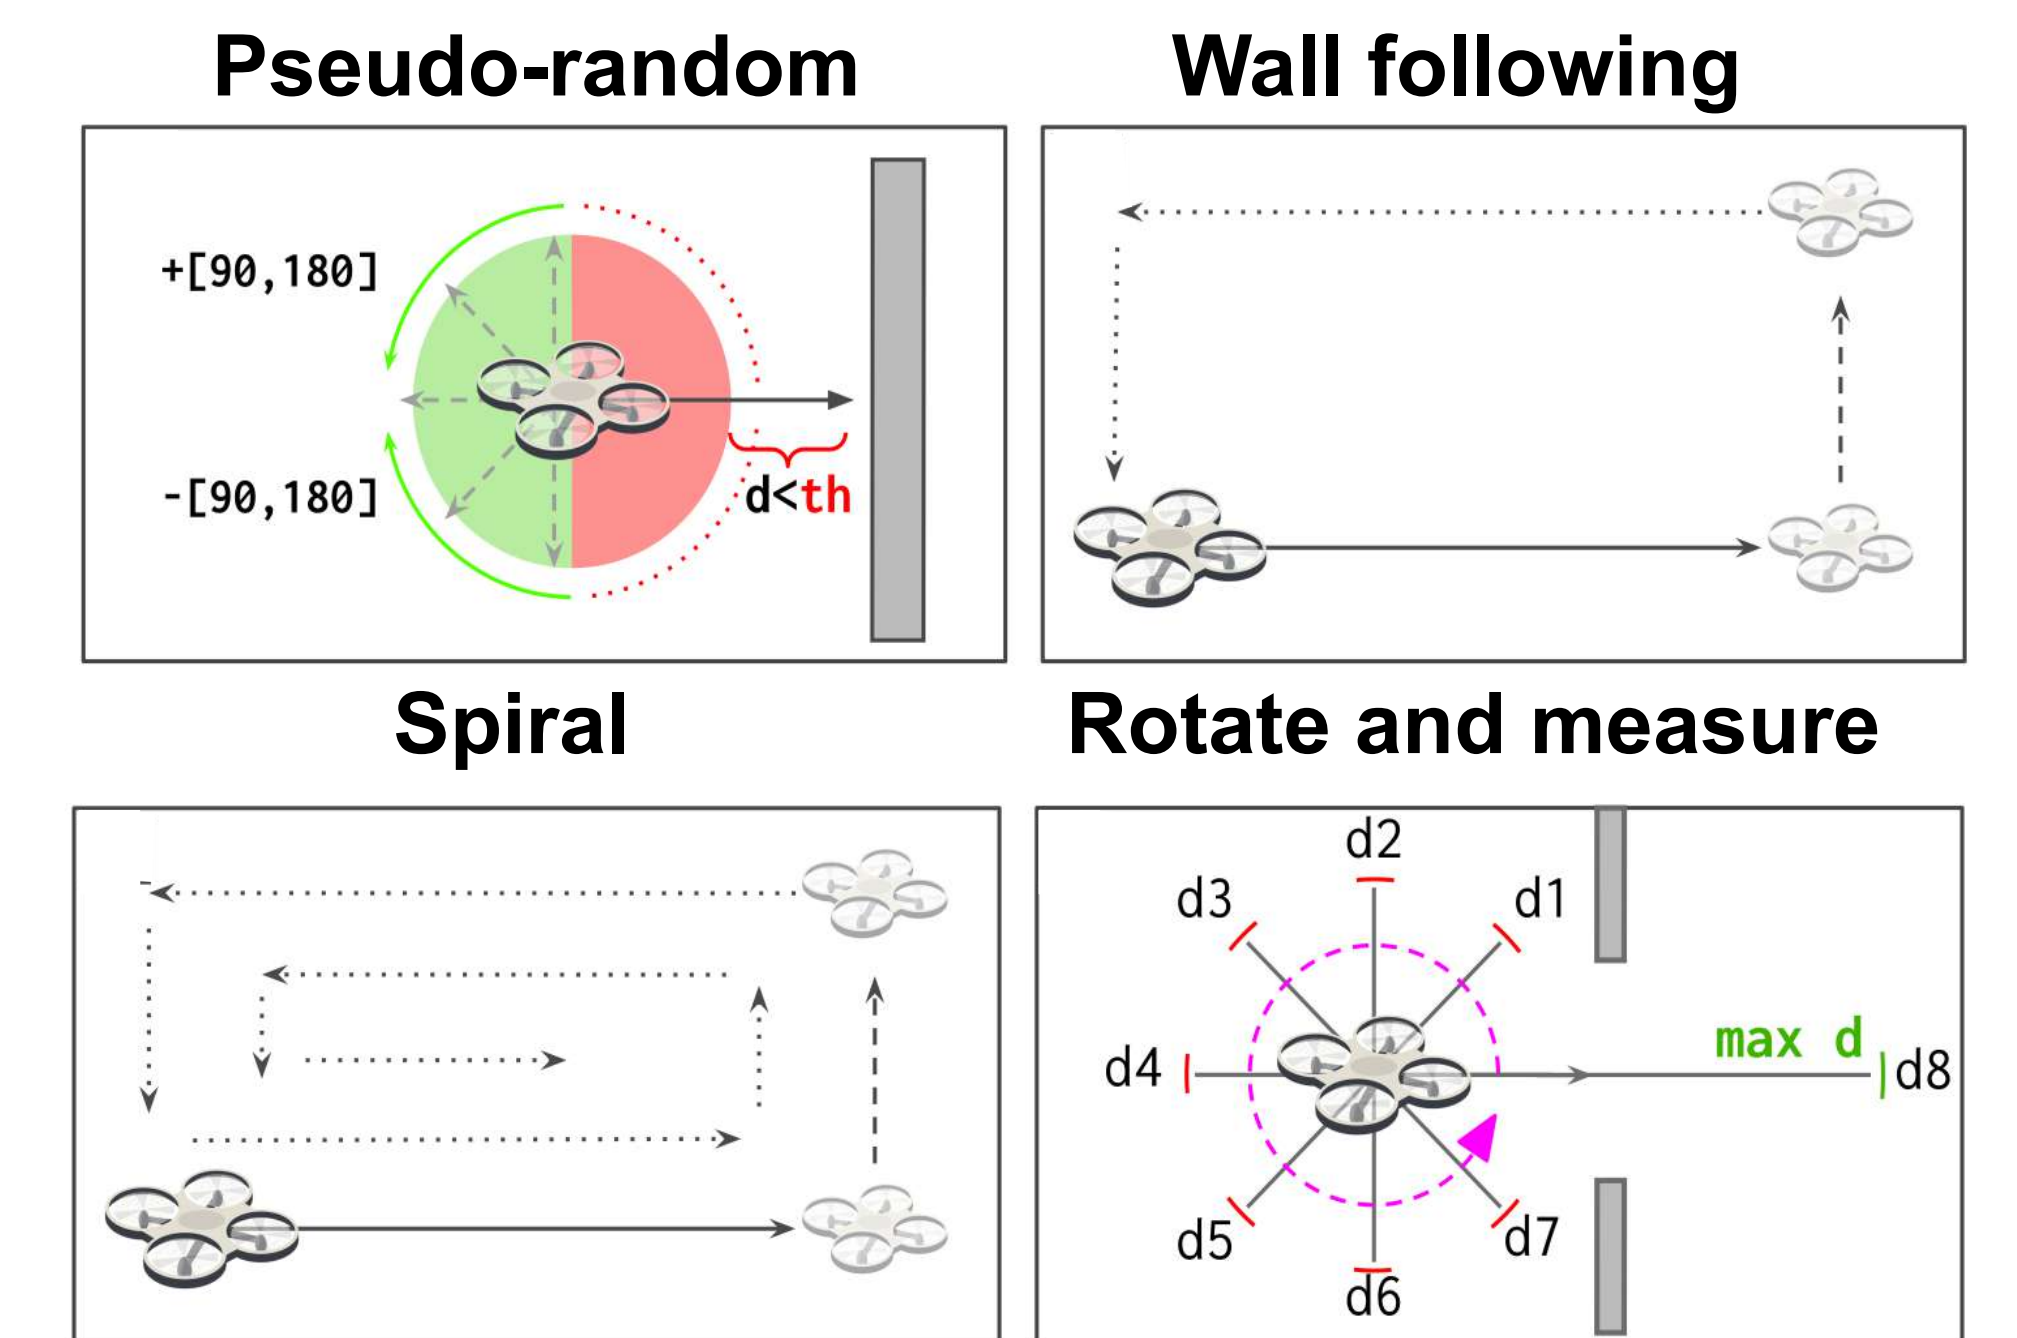 Pseudo-random
Wall following
+[90,180]
-[90,180]
d<th
Spiral
Rotate and measure
d2
d3
d1
max d
d4
d8
d5
d7
d6